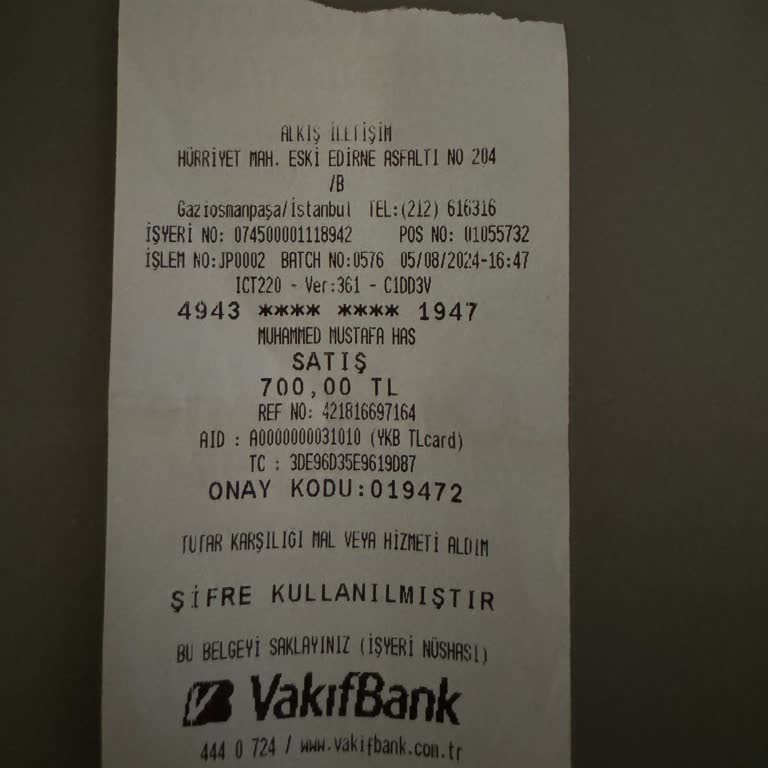 ALKIŞ İLETİŞİM
HÜRRİYET MAH. ESKİ EDİRNE ASFALTI NO 204
/B
Gaziosmanpaşa/İstanbul TEL:(212) 616316
İŞYERİ NO: 074500001118942 POS NO: 01055732
İŞLEM NO:JP0002 BATCH NO:0576 05/08/2024-16:47
ICT220 - Ver:361 - C1DD3V
4943 **** **** 1947
MUHAMMED MUSTAFA HAS
SATIŞ
700,00 TL
REF NO: 421816697164
AID : A0000000031010 (YKB TLcard)
TC : 3DE96D35E9619D87
ONAY KODU:019472
TUTAR KARŞILIĞI MAL VEYA HİZMETİ ALDIM
ŞİFRE KULLANILMIŞTIR
BU BELGEYİ SAKLAYINIZ (İŞYERİ NÜSHASI)
VakıfBank
444 0 724 / www.vakifbank.com.tr